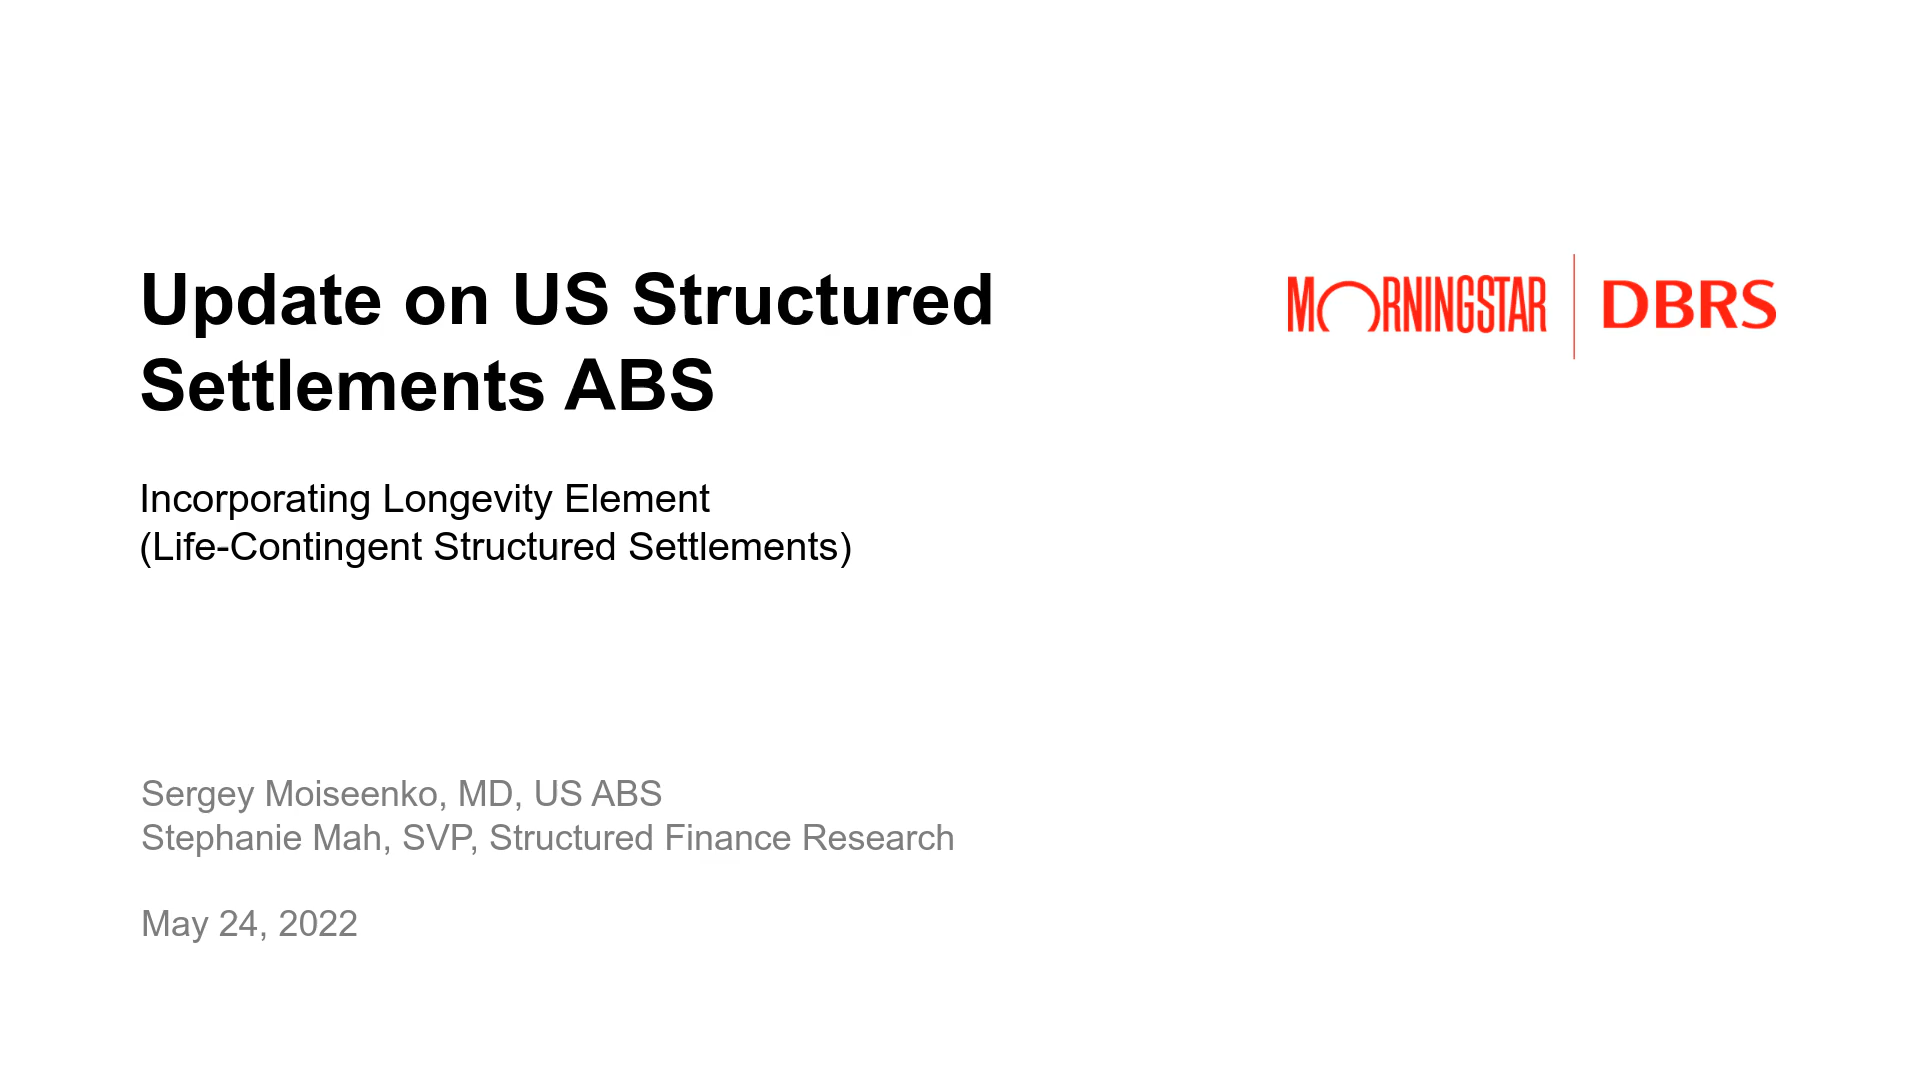 Update on US Structured
Settlements ABS
MORNINGSTAR | DBRS
Incorporating Longevity Element
(Life-Contingent Structured Settlements)
Sergey Moiseenko, MD, US ABS
Stephanie Mah, SVP, Structured Finance Research
May 24, 2022